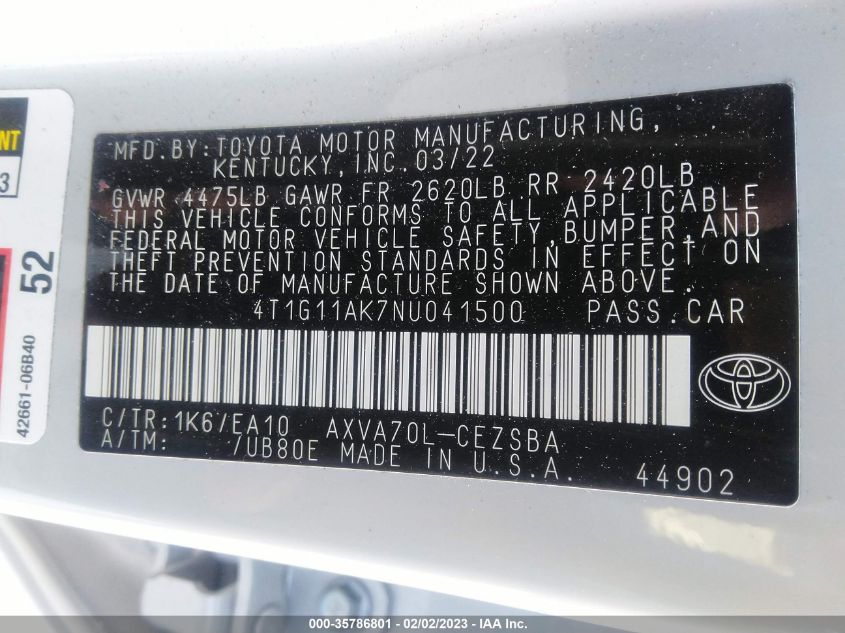 MFD.BY:TOYOTA MOTOR MANUFACTURING,
KENTUCKY,INC.03/22
GVWR 4475LB GAWR FR 2620LB RR 2420LB
THIS VEHICLE CONFORMS TO ALL APPLICABLE
FEDERAL MOTOR VEHICLE SAFETY,BUMPER,AND
THEFT PREVENTION STANDARDS IN EFFECT ON
THE DATE OF MANUFACTURE SHOWN ABOVE.
4T1G11AK7NU041500 PASS.CAR
C/TR:1K6/EA10 AXVA70L-CEZSBA
A/TM: 7UB80E MADE IN U.S.A.
44902
NT
3
52
42661-06B40
000-35786801 - 02/02/2023 - IAA Inc.